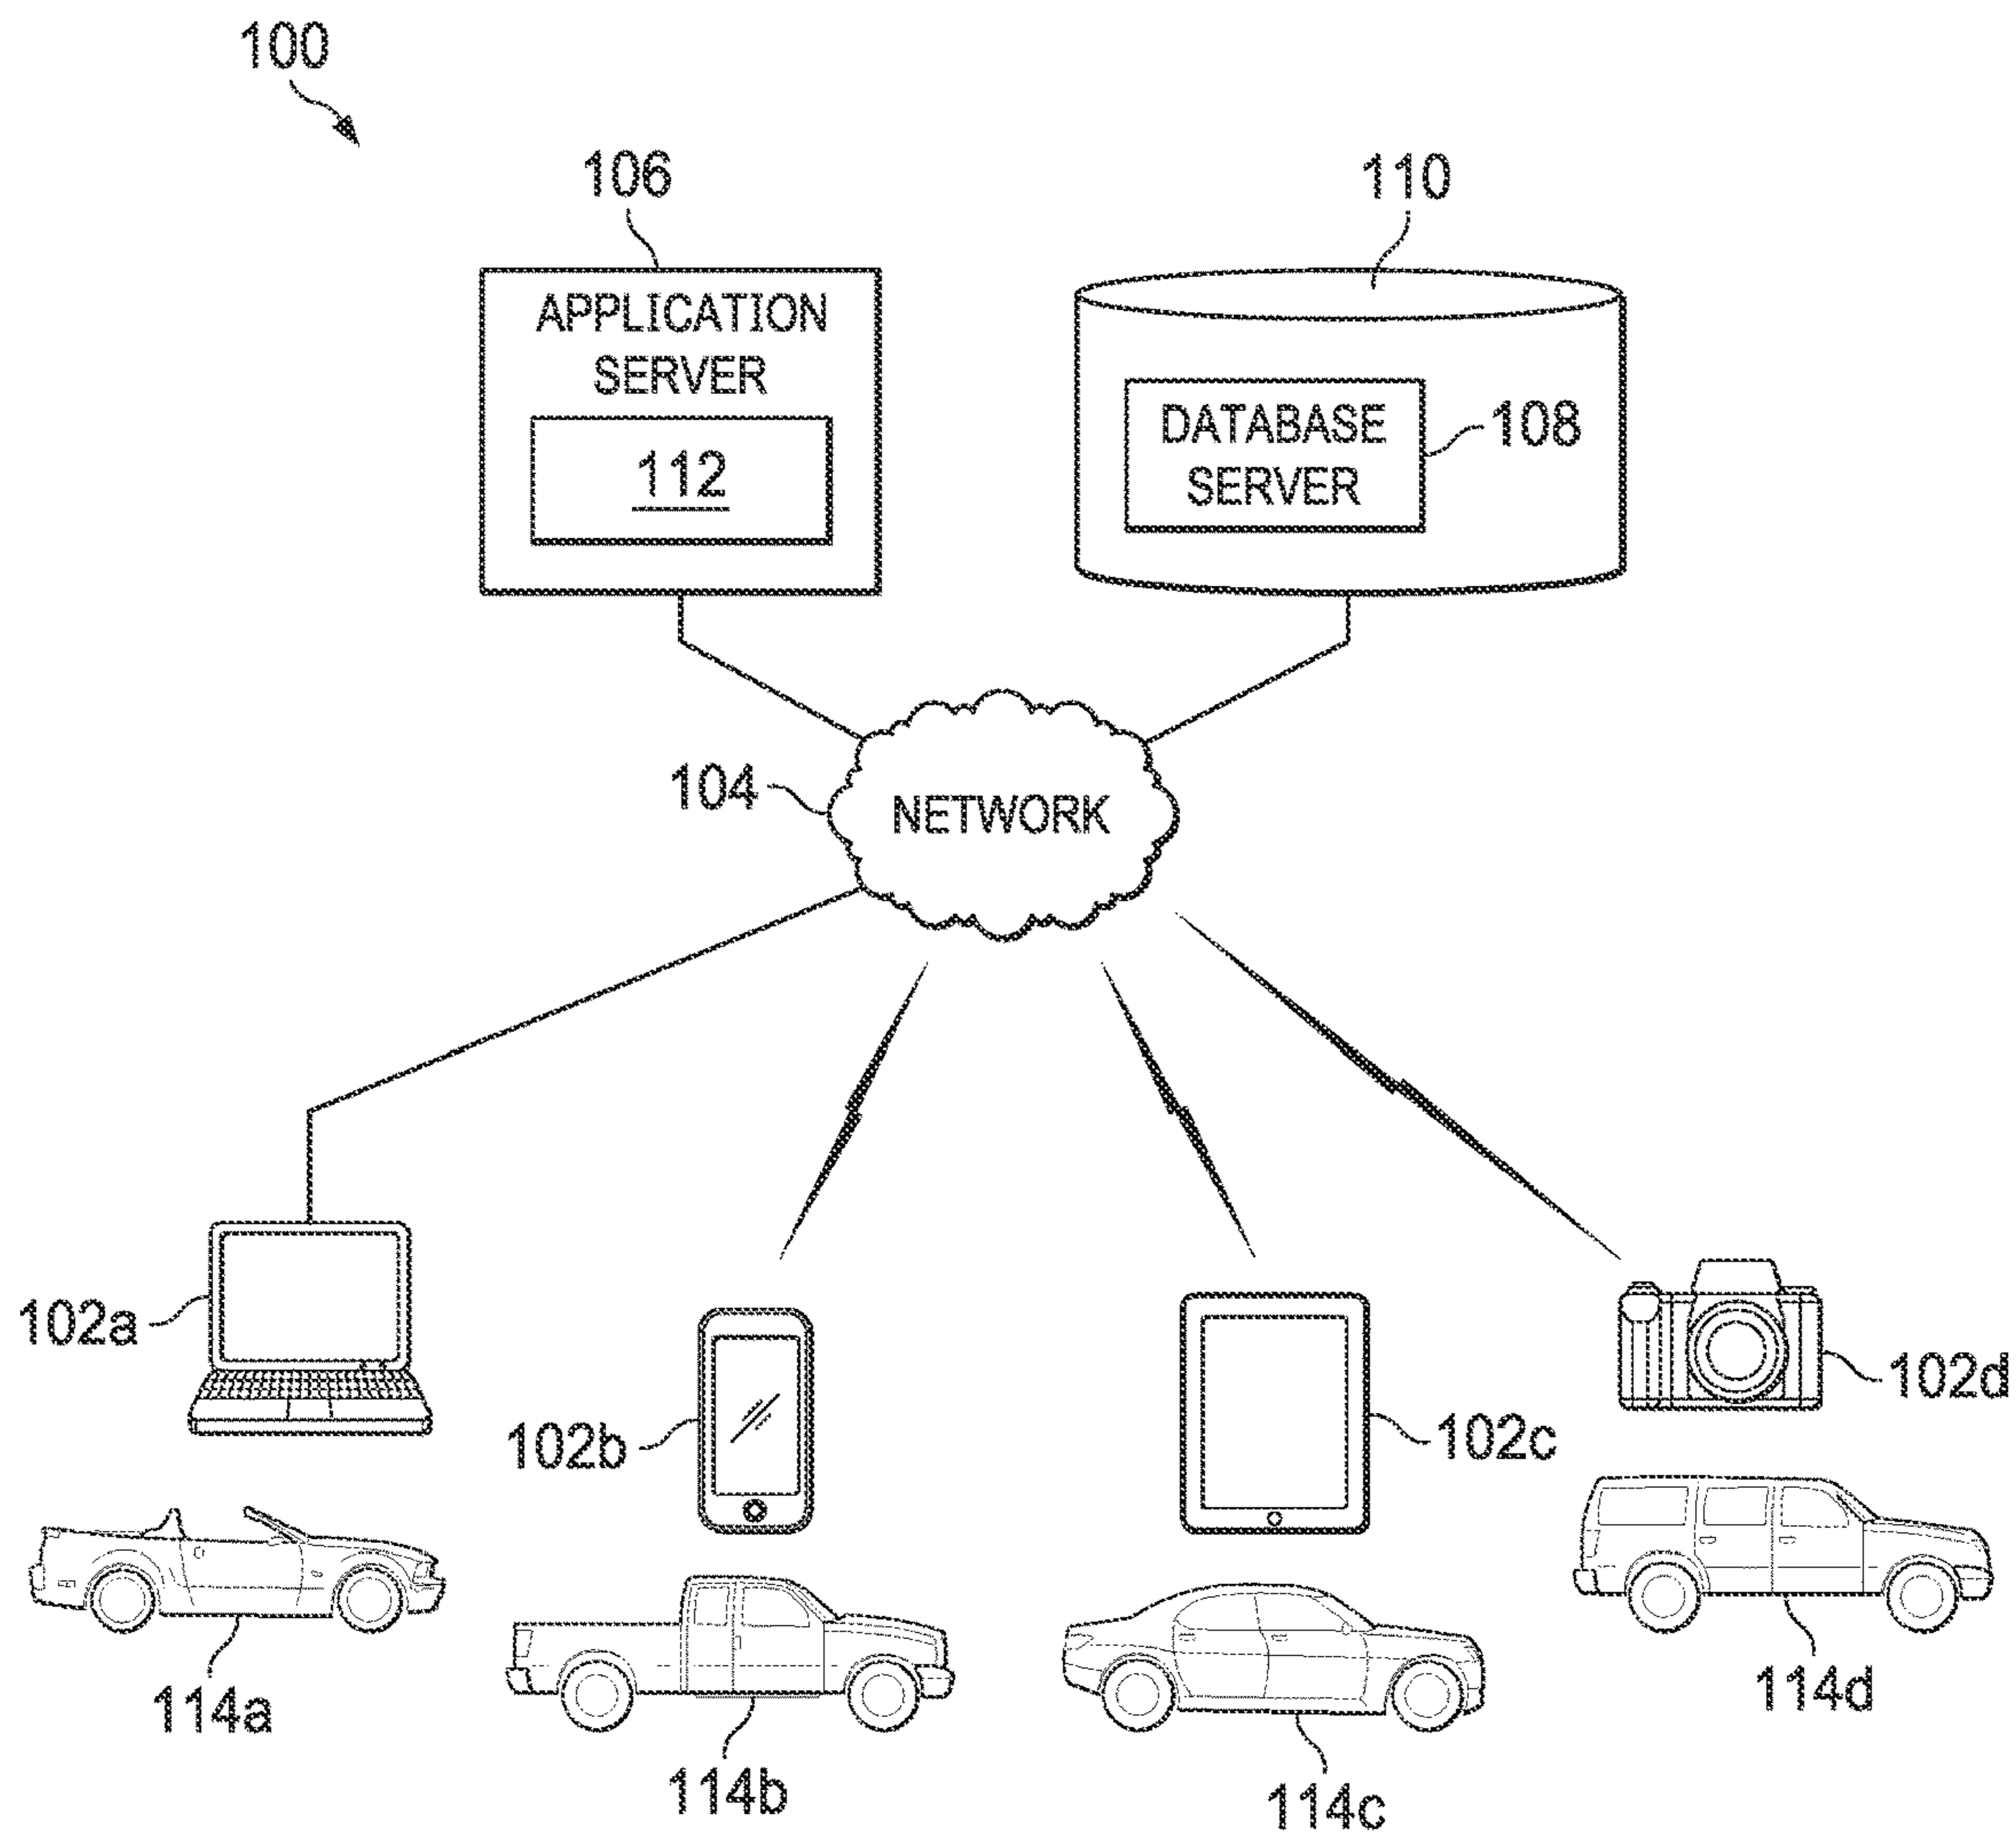 100
106
110
APPLICATION
SERVER
112
DATABASE
SERVER
108
104
NETWORK
102a
102b
102c
102d
114a
114b
114c
114d